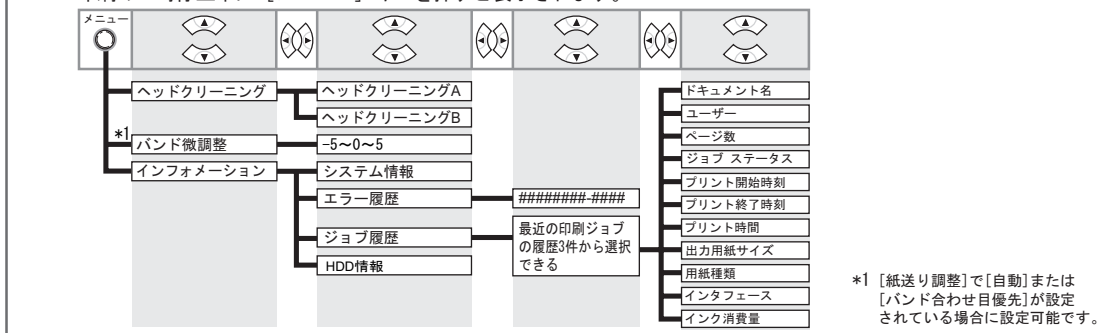 メニュー
ヘッドクリーニング
ヘッドクリーニングA
ヘッドクリーニングB
*1
バンド微調整
-5～0～5
インフォメーション
システム情報
エラー履歴
########-####
ジョブ履歴
最近の印刷ジョブ
の履歴3件から選択
できる
HDD情報
ドキュメント名
ユーザー
ページ数
ジョブ ステータス
プリント開始時刻
プリント終了時刻
プリント時間
出力用紙サイズ
用紙種類
インタフェース
インク消費量
*1 [紙送り調整]で[自動]または
[バンド合わせ目優先]が設定
されている場合に設定可能です。